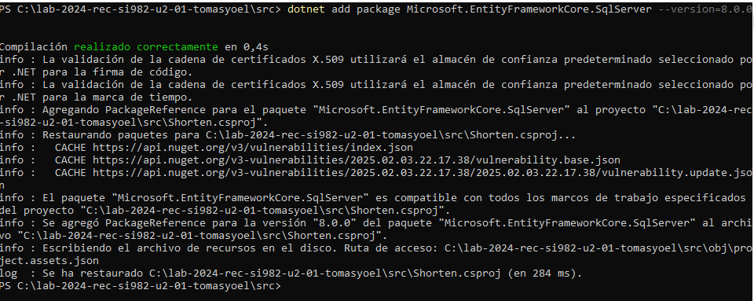 PS C:\lab-2024-rec-si982-u2-01-tomasyoel\src> dotnet add package Microsoft.EntityFrameworkCore.SqlServer --version=8.0.0
Compilación realizado correctamente en 0,4s
info : La validación de la cadena de certificados X.509 utilizará el almacén de confianza predeterminado seleccionado po
r .NET para la firma de código.
info : La validación de la cadena de certificados X.509 utilizará el almacén de confianza predeterminado seleccionado po
r .NET para la marca de tiempo.
info : Agregando PackageReference para el paquete "Microsoft.EntityFrameworkCore.SqlServer" al proyecto "C:\lab-2024-rec
-si982-u2-01-tomasyoel\src\Shorten.csproj".
info : Restaurando paquetes para C:\lab-2024-rec-si982-u2-01-tomasyoel\src\Shorten.csproj...
info :   CACHE https://api.nuget.org/v3/vulnerabilities/index.json
info :   CACHE https://api.nuget.org/v3-vulnerabilities/2025.02.03.22.17.38/vulnerability.base.json
info :   CACHE https://api.nuget.org/v3-vulnerabilities/2025.02.03.22.17.38/2025.02.03.22.17.38/vulnerability.update.jso
n
info : El paquete "Microsoft.EntityFrameworkCore.SqlServer" es compatible con todos los marcos de trabajo especificados
del proyecto "C:\lab-2024-rec-si982-u2-01-tomasyoel\src\Shorten.csproj".
info : Se agregó PackageReference para la versión "8.0.0" del paquete "Microsoft.EntityFrameworkCore.SqlServer" al archi
vo "C:\lab-2024-rec-si982-u2-01-tomasyoel\src\Shorten.csproj".
info : Escribiendo el archivo de recursos en el disco. Ruta de acceso: C:\lab-2024-rec-si982-u2-01-tomasyoel\src\obj\pro
ject.assets.json
log  : Se ha restaurado C:\lab-2024-rec-si982-u2-01-tomasyoel\src\Shorten.csproj (en 284 ms).
PS C:\lab-2024-rec-si982-u2-01-tomasyoel\src>